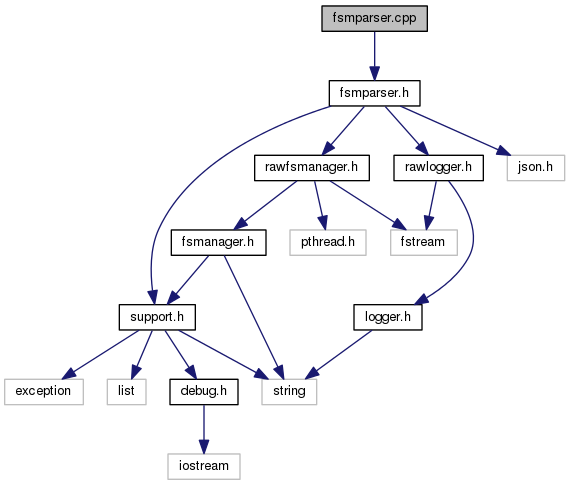 fsmparser.cpp
fsmparser.h
rawfsmanager.h
rawlogger.h
json.h
fsmanager.h
pthread.h
fstream
support.h
logger.h
exception
list
debug.h
string
iostream